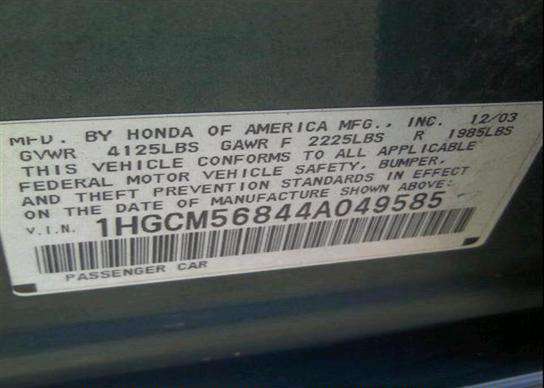 MFD. BY HONDA OF AMERICA MFG., INC. 12/03
GVWR 4125LBS GAWR F 2225LBS R 1985LBS
THIS VEHICLE CONFORMS TO ALL APPLICABLE
FEDERAL MOTOR VEHICLE SAFETY, BUMPER,
AND THEFT PREVENTION STANDARDS IN EFFECT
ON THE DATE OF MANUFACTURE SHOWN ABOVE:
V.I.N. 1HGCM56844A049585
PASSENGER CAR